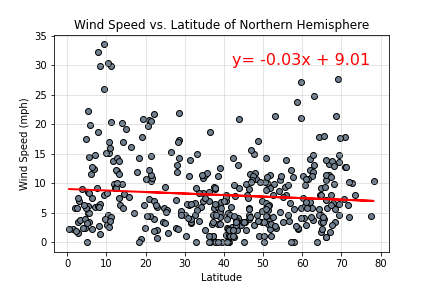 Wind Speed vs. Latitude of Northern Hemisphere
y= -0.03x + 9.01
Wind Speed (mph)
35
30
25
20
15
10
5
0
0 10 20 30 40 50 60 70 80
Latitude